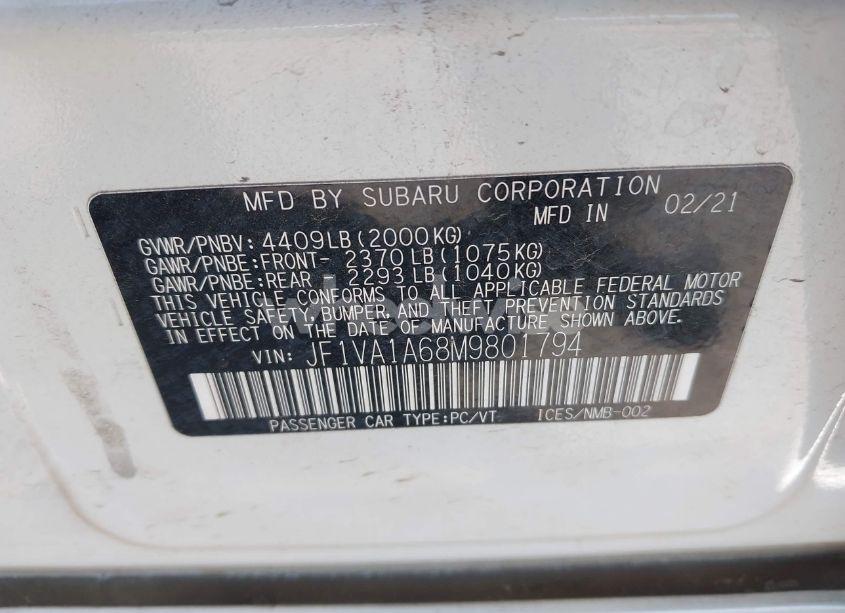 MFD BY SUBARU CORPORATION
MFD IN 02/21
GVWR/PNBV: 4409LB(2000KG)
GAWR/PNBE:FRONT- 2370LB(1075KG)
GAWR/PNBE:REAR - 2293LB(1040KG)
THIS VEHICLE CONFORMS TO ALL APPLICABLE FEDERAL MOTOR
VEHICLE SAFETY, BUMPER, AND THEFT PREVENTION STANDARDS
IN EFFECT ON THE DATE OF MANUFACTURE SHOWN ABOVE.
VIN: JF1VA1A68M9801794
PASSENGER CAR TYPE:PC/VT ICES/NMB-002